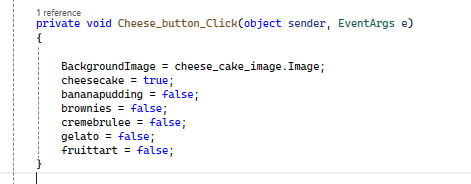 1 reference
private void Cheese_button_Click(object sender, EventArgs e)
{
BackgroundImage = cheese_cake_image.Image;
cheesecake = true;
bananapudding = false;
brownies = false;
cremebrulee = false;
gelato = false;
fruittart = false;
}